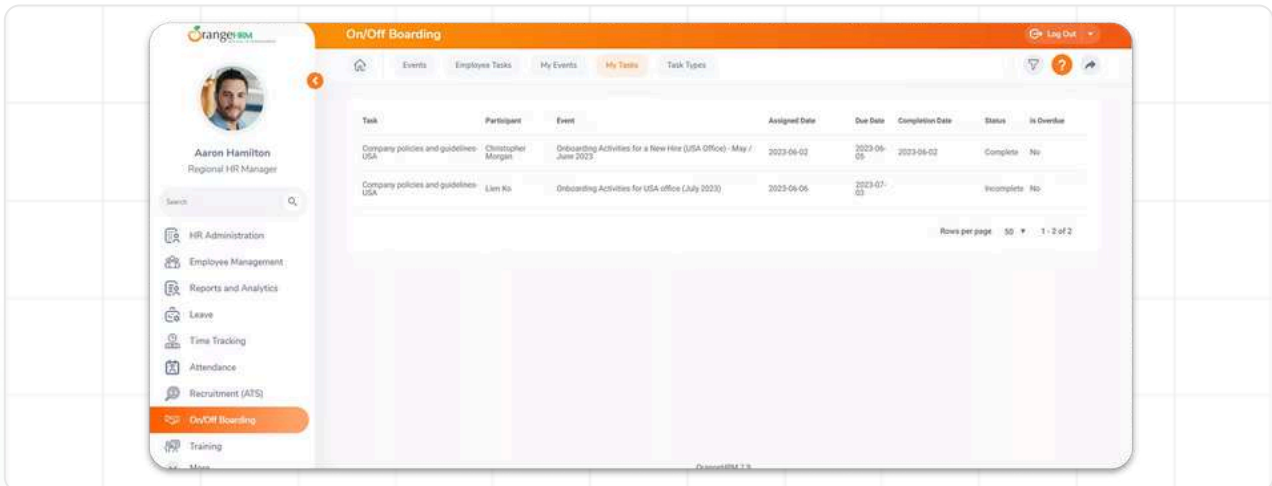 OrangeHRM
On/Off Boarding
Log Out
Events Employee Tasks My Events My Tasks Task Types
?
Aaron Hamilton
Regional HR Manager
Search
HR Administration
Employee Management
Reports and Analytics
Leave
Time Tracking
Attendance
Recruitment (ATS)
On/Off Boarding
Training
More
Task Participant Event Assigned Date Due Date Completion Date Status Is Overdue
Company policies and guidelines- Christopher Onboarding Activities for a New Hire (USA Office) - May / 2023-06-02 2023-06- 2023-06-02 Complete No
USA Morgan June 2023 05
Company policies and guidelines- Lien Ko Onboarding Activities for USA office (July 2023) 2023-06-06 2023-07- Incomplete No
USA 03
Rows per page 50 1 - 2 of 2